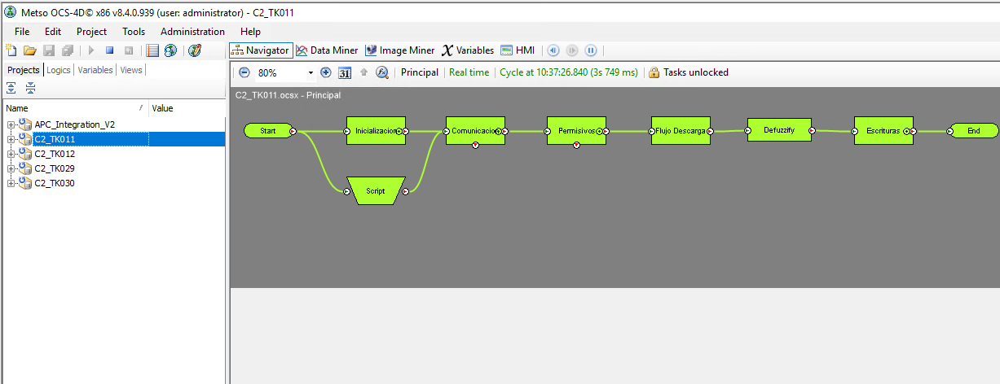 Metso OCS-4D© x86 v8.4.0.939 (user: administrator) - C2_TK011
File Edit Project Tools Administration Help
Navigator Data Miner Image Miner X Variables HMI
Projects Logics Variables Views
80% 31 Principal Real time Cycle at 10:37:26.840 (3s 749 ms) Tasks unlocked
Name / Value
C2_TK011.ocsx - Principal
APC_Integration_V2
C2_TK011
C2_TK012
C2_TK029
C2_TK030
Start Inicializacion Comunicacion Permisivos Flujo Descarga Defuzzify Escrituras End
Script